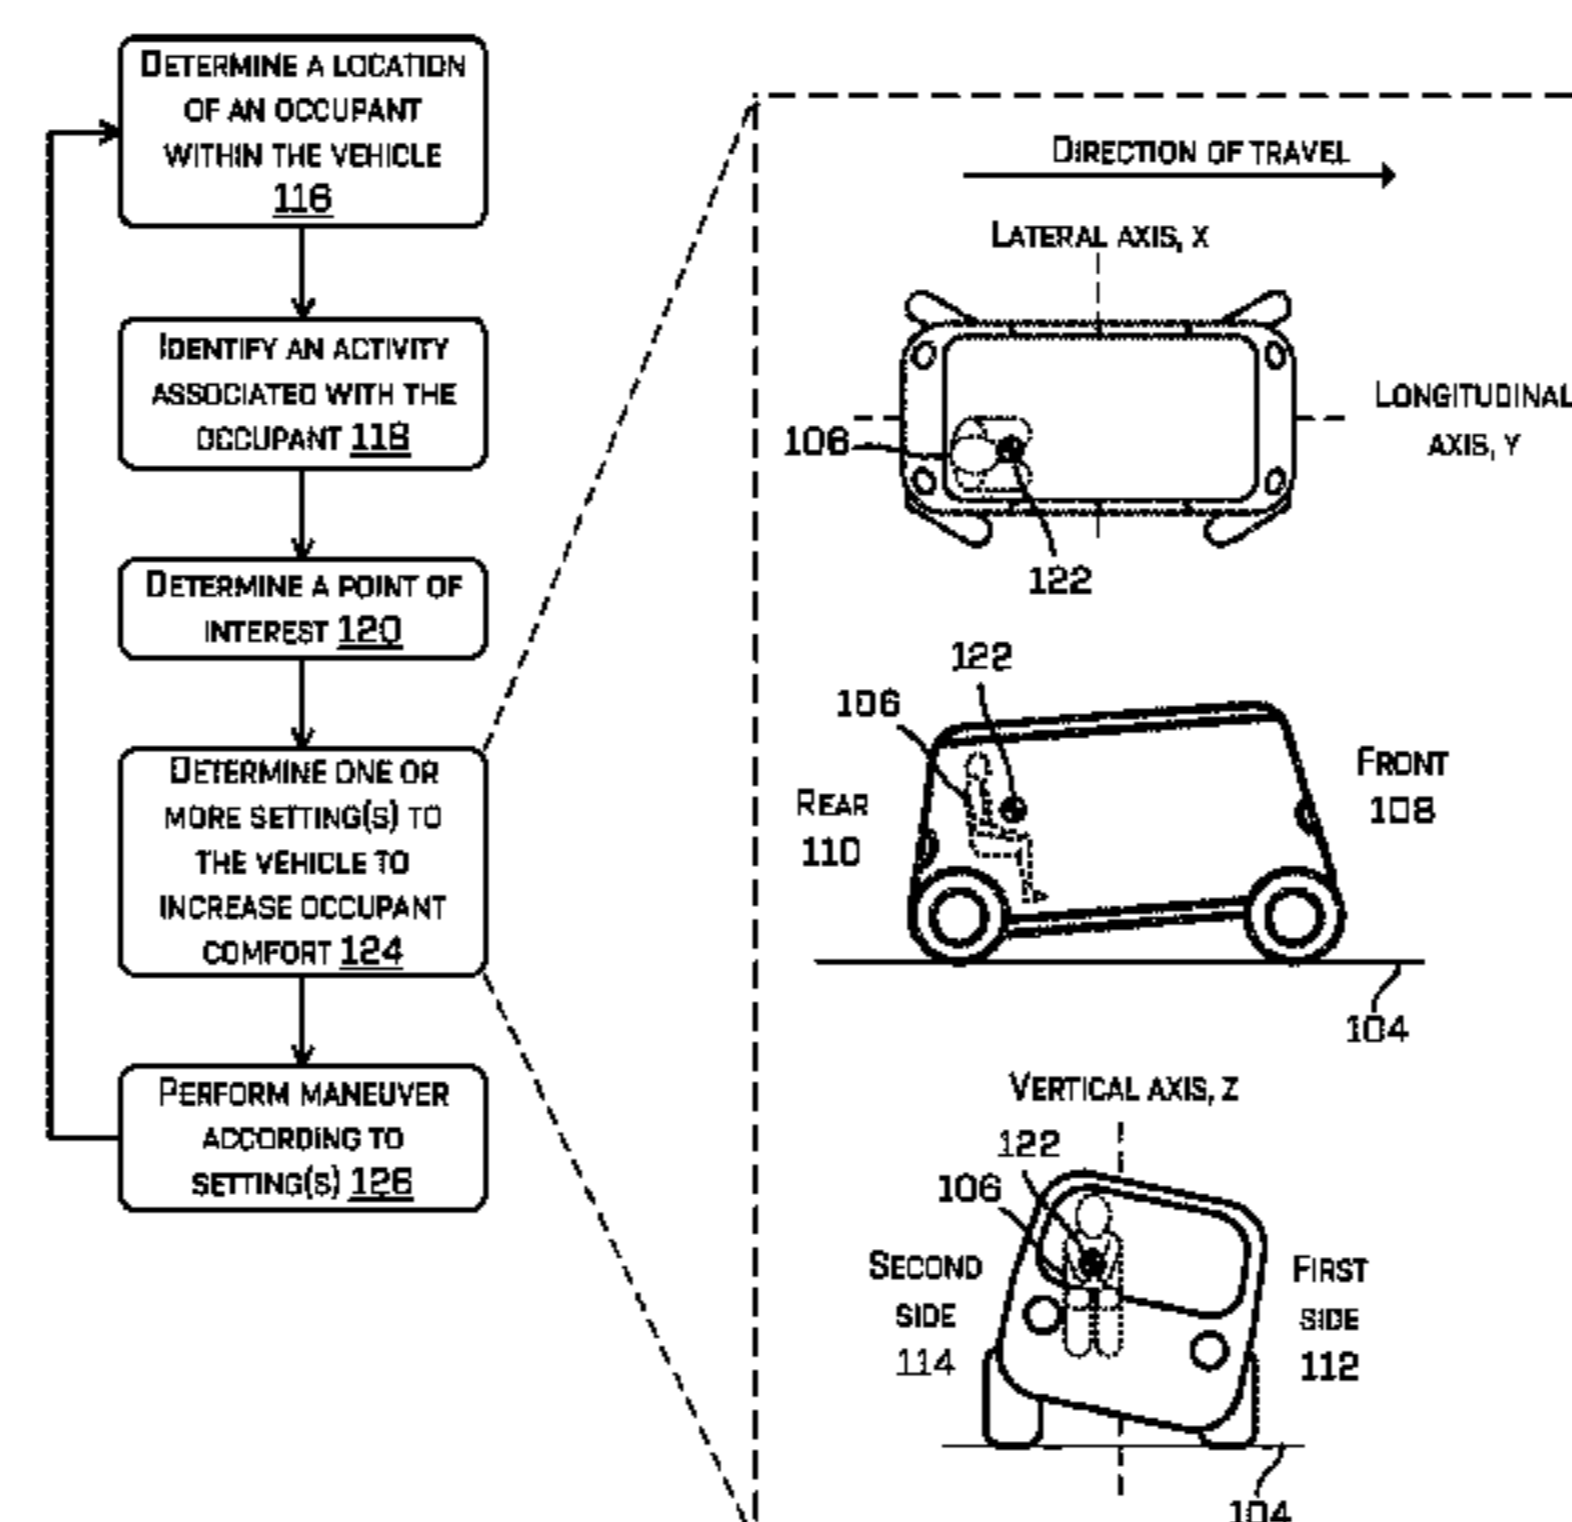 DETERMINE A LOCATION
OF AN OCCUPANT
WITHIN THE VEHICLE
116
IDENTIFY AN ACTIVITY
ASSOCIATED WITH THE
OCCUPANT 118
DETERMINE A POINT OF
INTEREST 120
DETERMINE ONE OR
MORE SETTING(S) TO
THE VEHICLE TO
INCREASE OCCUPANT
COMFORT 124
PERFORM MANEUVER
ACCORDING TO
SETTING(S) 126
DIRECTION OF TRAVEL
LATERAL AXIS, X
LONGITUDINAL
AXIS, Y
106
122
122
106
FRONT
108
REAR
110
104
VERTICAL AXIS, Z
122
106
SECOND
SIDE
114
FIRST
SIDE
112
104